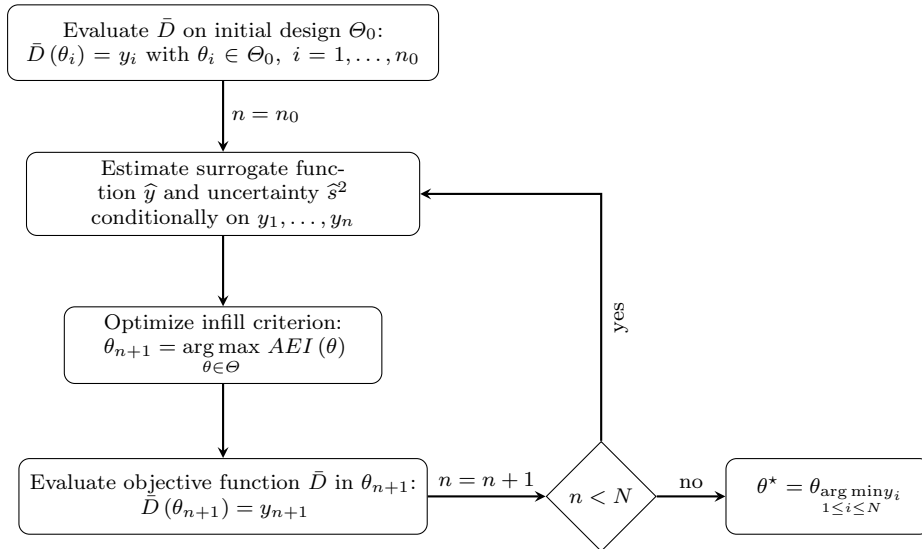 Evaluate D̄ on initial design Θ₀:
D̄ (θᵢ) = yᵢ with θᵢ ∈ Θ₀, i = 1, . . . , n₀
n = n₀
Estimate surrogate func-
tion ŷ and uncertainty ŝ²
conditionally on y₁, . . . , yₙ
Optimize infill criterion:
θₙ₊₁ = arg max AEI (θ)
θ∈Θ
Evaluate objective function D̄ in θₙ₊₁:
D̄ (θₙ₊₁) = yₙ₊₁
n = n + 1
n < N
yes
no
θ⋆ = θ arg min yᵢ
1≤i≤N